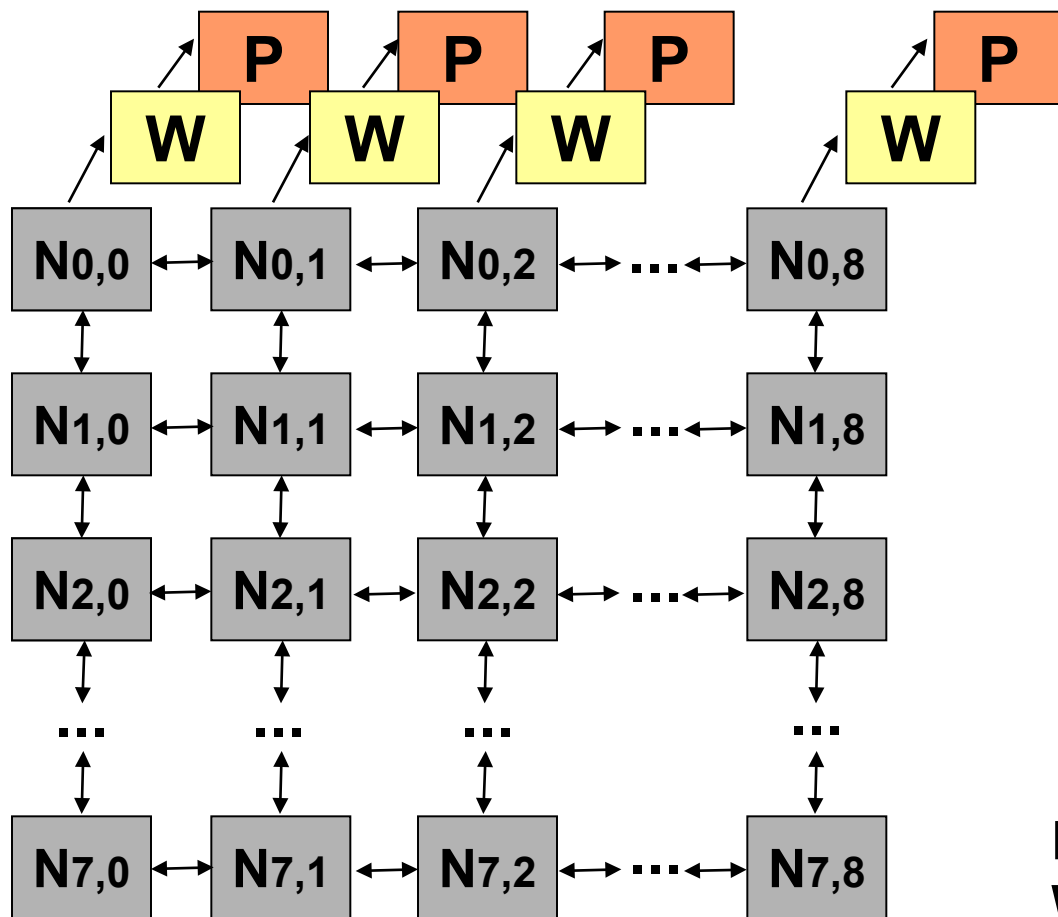 P P P P
W W W W
N0,0 N0,1 N0,2 ... N0,8
N1,0 N1,1 N1,2 ... N1,8
N2,0 N2,1 N2,2 ... N2,8
... ... ... ...
N7,0 N7,1 N7,2 ... N7,8